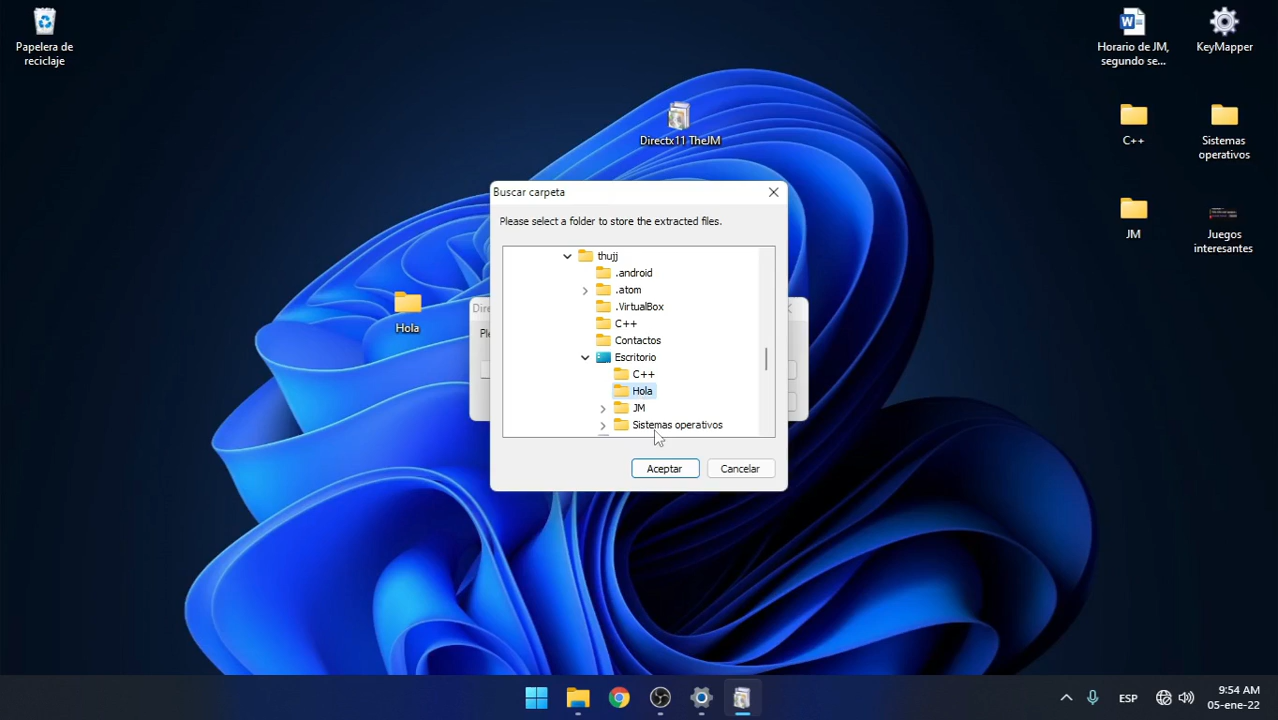 Papelera de
reciclaje
Horario de JM,
segundo se...
KeyMapper
Directx11 TheJM
C++
Sistemas
operativos
JM
Juegos
interesantes
Hola
Buscar carpeta
Please select a folder to store the extracted files.
thujj
.android
.atom
.VirtualBox
C++
Contactos
Escritorio
C++
Hola
JM
Sistemas operativos
Aceptar
Cancelar
ESP
9:54 AM
05-ene-22